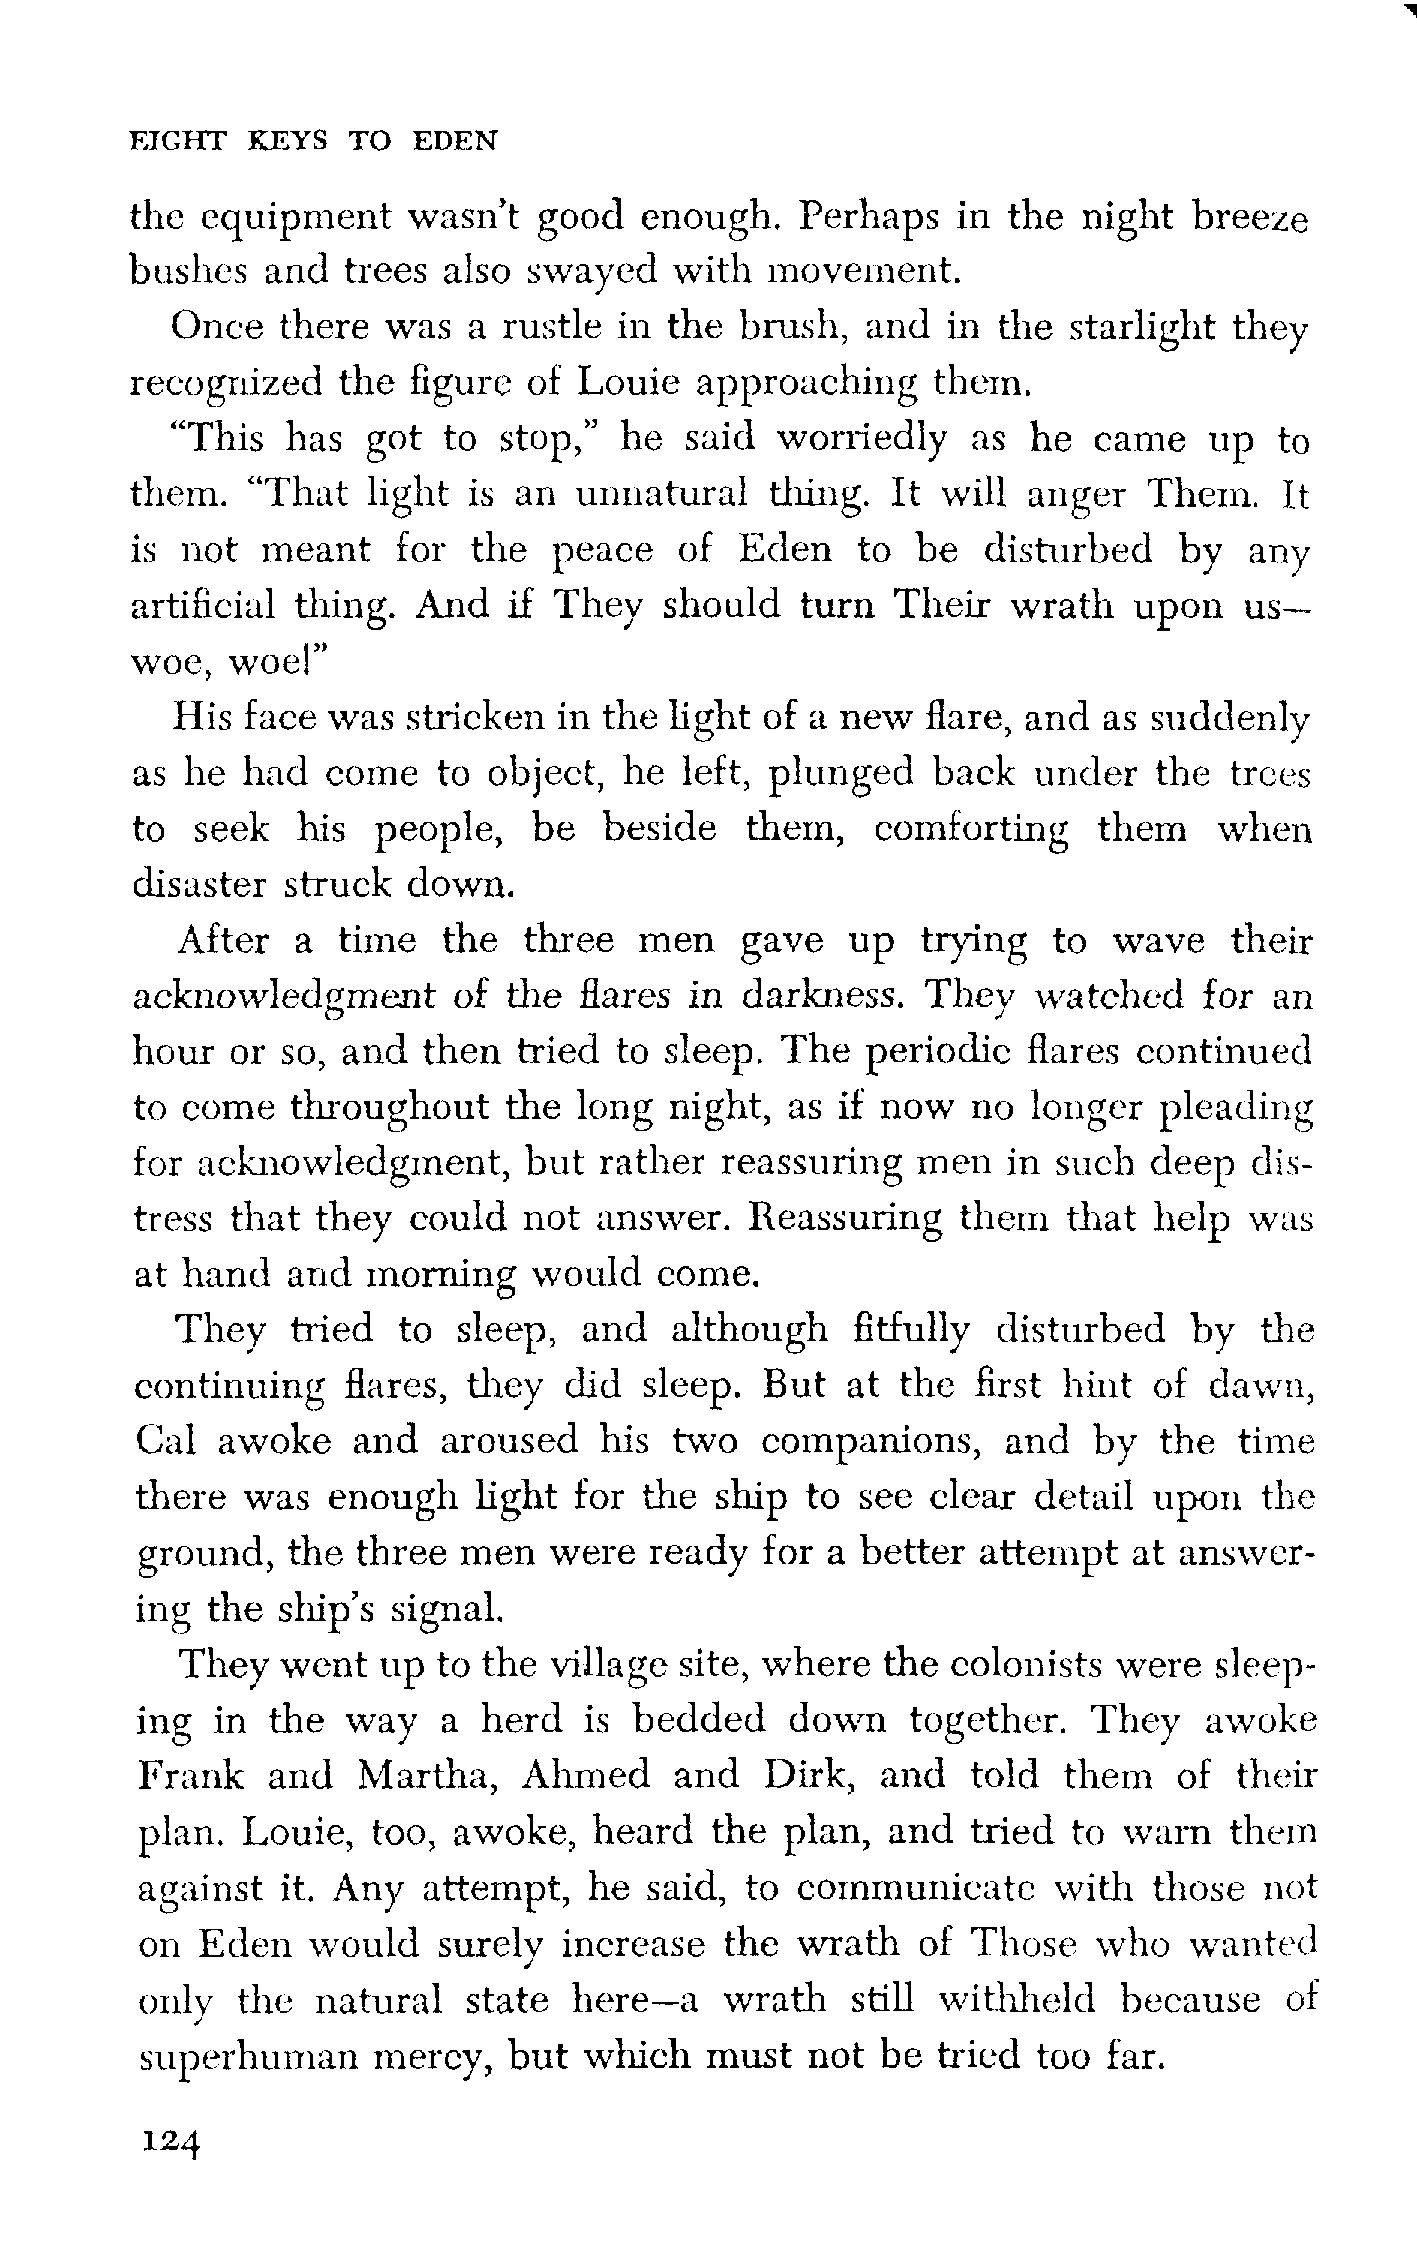 EIGHT KEYS TO EDEN
the equipment wasn't good enough. Perhaps in the night breeze
bushes and trees also swayed with movement.
Once there was a rustle in the brush, and in the starlight they
recognized the figure of Louie approaching them.
“This has got to stop,” he said worriedly as he came up to
them. “That light is an unnatural thing. It will anger Them. It
is not meant for the peace of Eden to be disturbed by any
artificial thing. And if They should turn Their wrath upon us—
woe, woe!”
His face was stricken in the light of a new flare, and as suddenly
as he had come to object, he left, plunged back under the trees
to seek his people, be beside them, comforting them when
disaster struck down.
After a time the three men gave up trying to wave their
acknowledgment of the flares in darkness. They watched for an
hour or so, and then tried to sleep. The periodic flares continued
to come throughout the long night, as if now no longer pleading
for acknowledgment, but rather reassuring men in such deep dis-
tress that they could not answer. Reassuring them that help was
at hand and morning would come.
They tried to sleep, and although fitfully disturbed by the
continuing flares, they did sleep. But at the first hint of dawn,
Cal awoke and aroused his two companions, and by the time
there was enough light for the ship to see clear detail upon the
ground, the three men were ready for a better attempt at answer-
ing the ship's signal.
They went up to the village site, where the colonists were sleep-
ing in the way a herd is bedded down together. They awoke
Frank and Martha, Ahmed and Dirk, and told them of their
plan. Louie, too, awoke, heard the plan, and tried to warn them
against it. Any attempt, he said, to communicate with those not
on Eden would surely increase the wrath of Those who wanted
only the natural state here—a wrath still withheld because of
superhuman mercy, but which must not be tried too far.
124